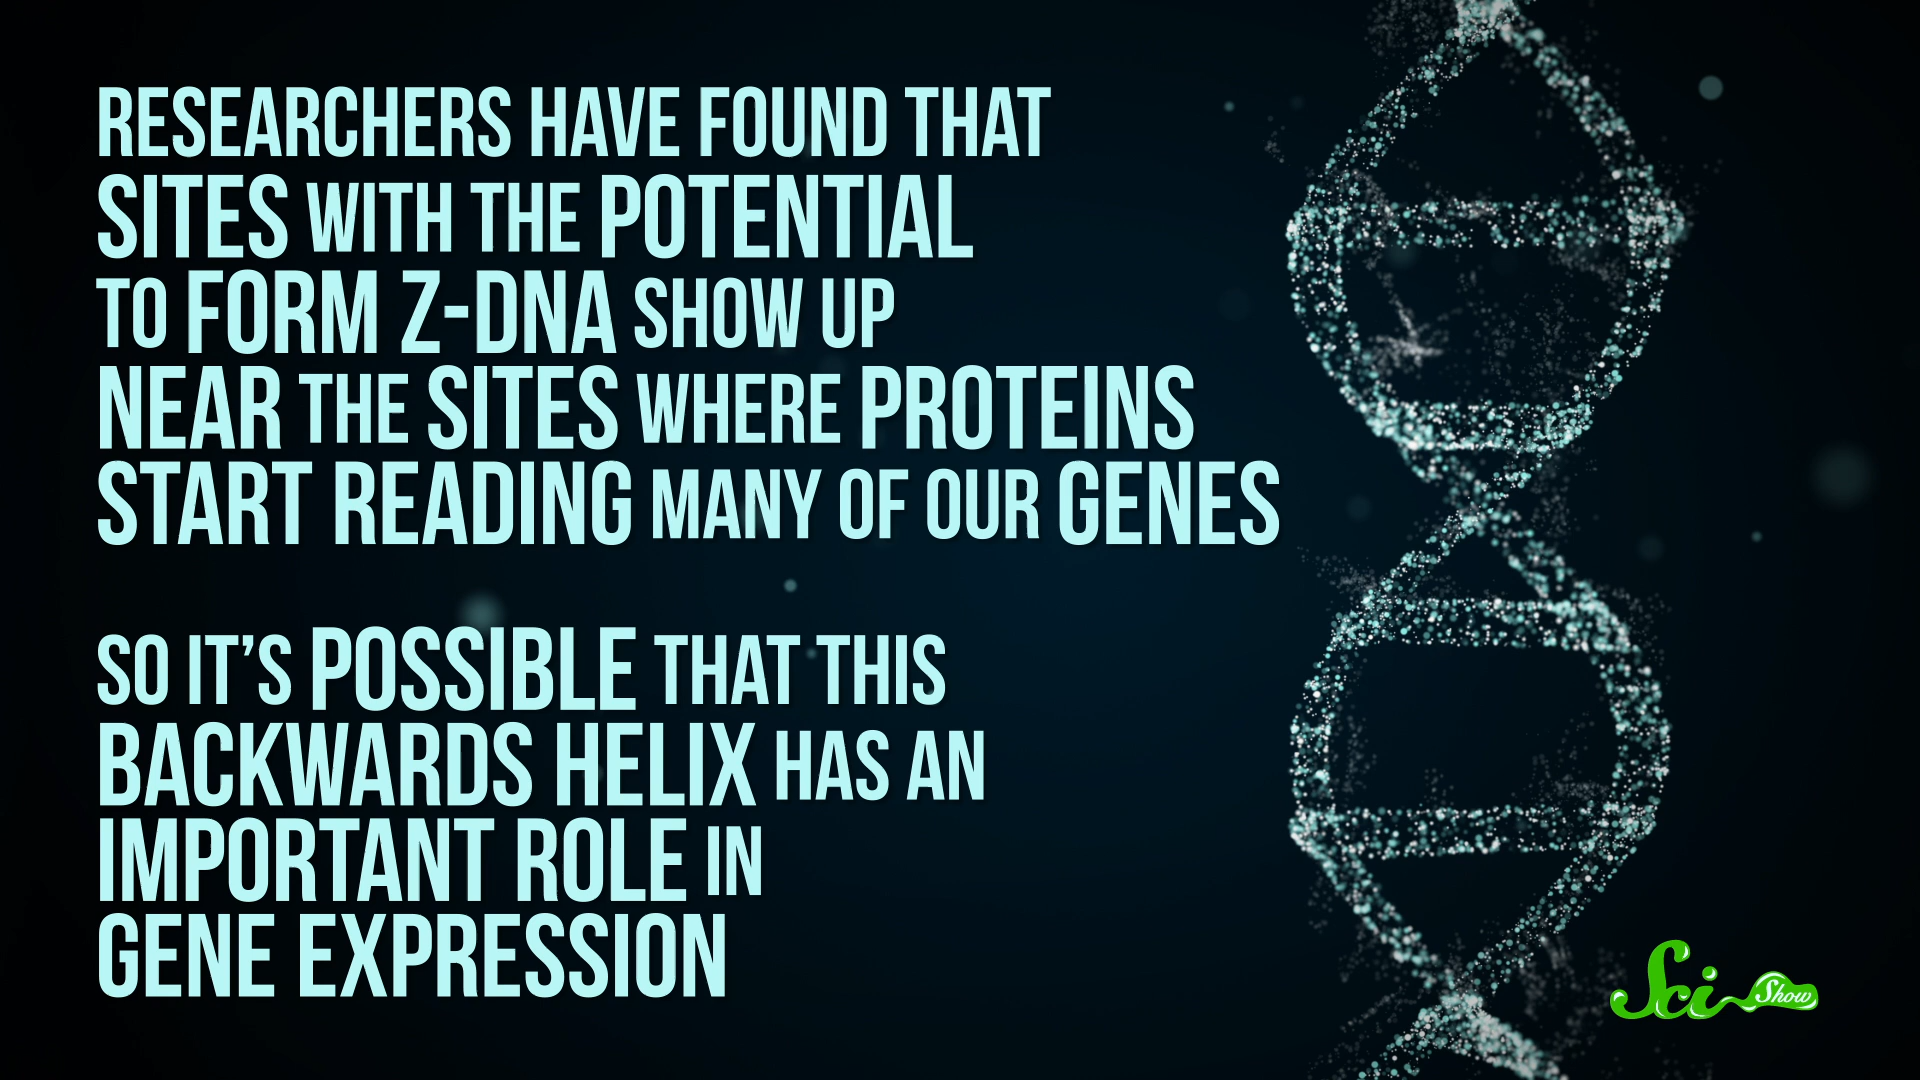 RESEARCHERS HAVE FOUND THAT
SITES WITH THE POTENTIAL
TO FORM Z-DNA SHOW UP
NEAR THE SITES WHERE PROTEINS
START READING MANY OF OUR GENES
SO IT'S POSSIBLE THAT THIS
BACKWARDS HELIX HAS AN
IMPORTANT ROLE IN
GENE EXPRESSION
Sci Show